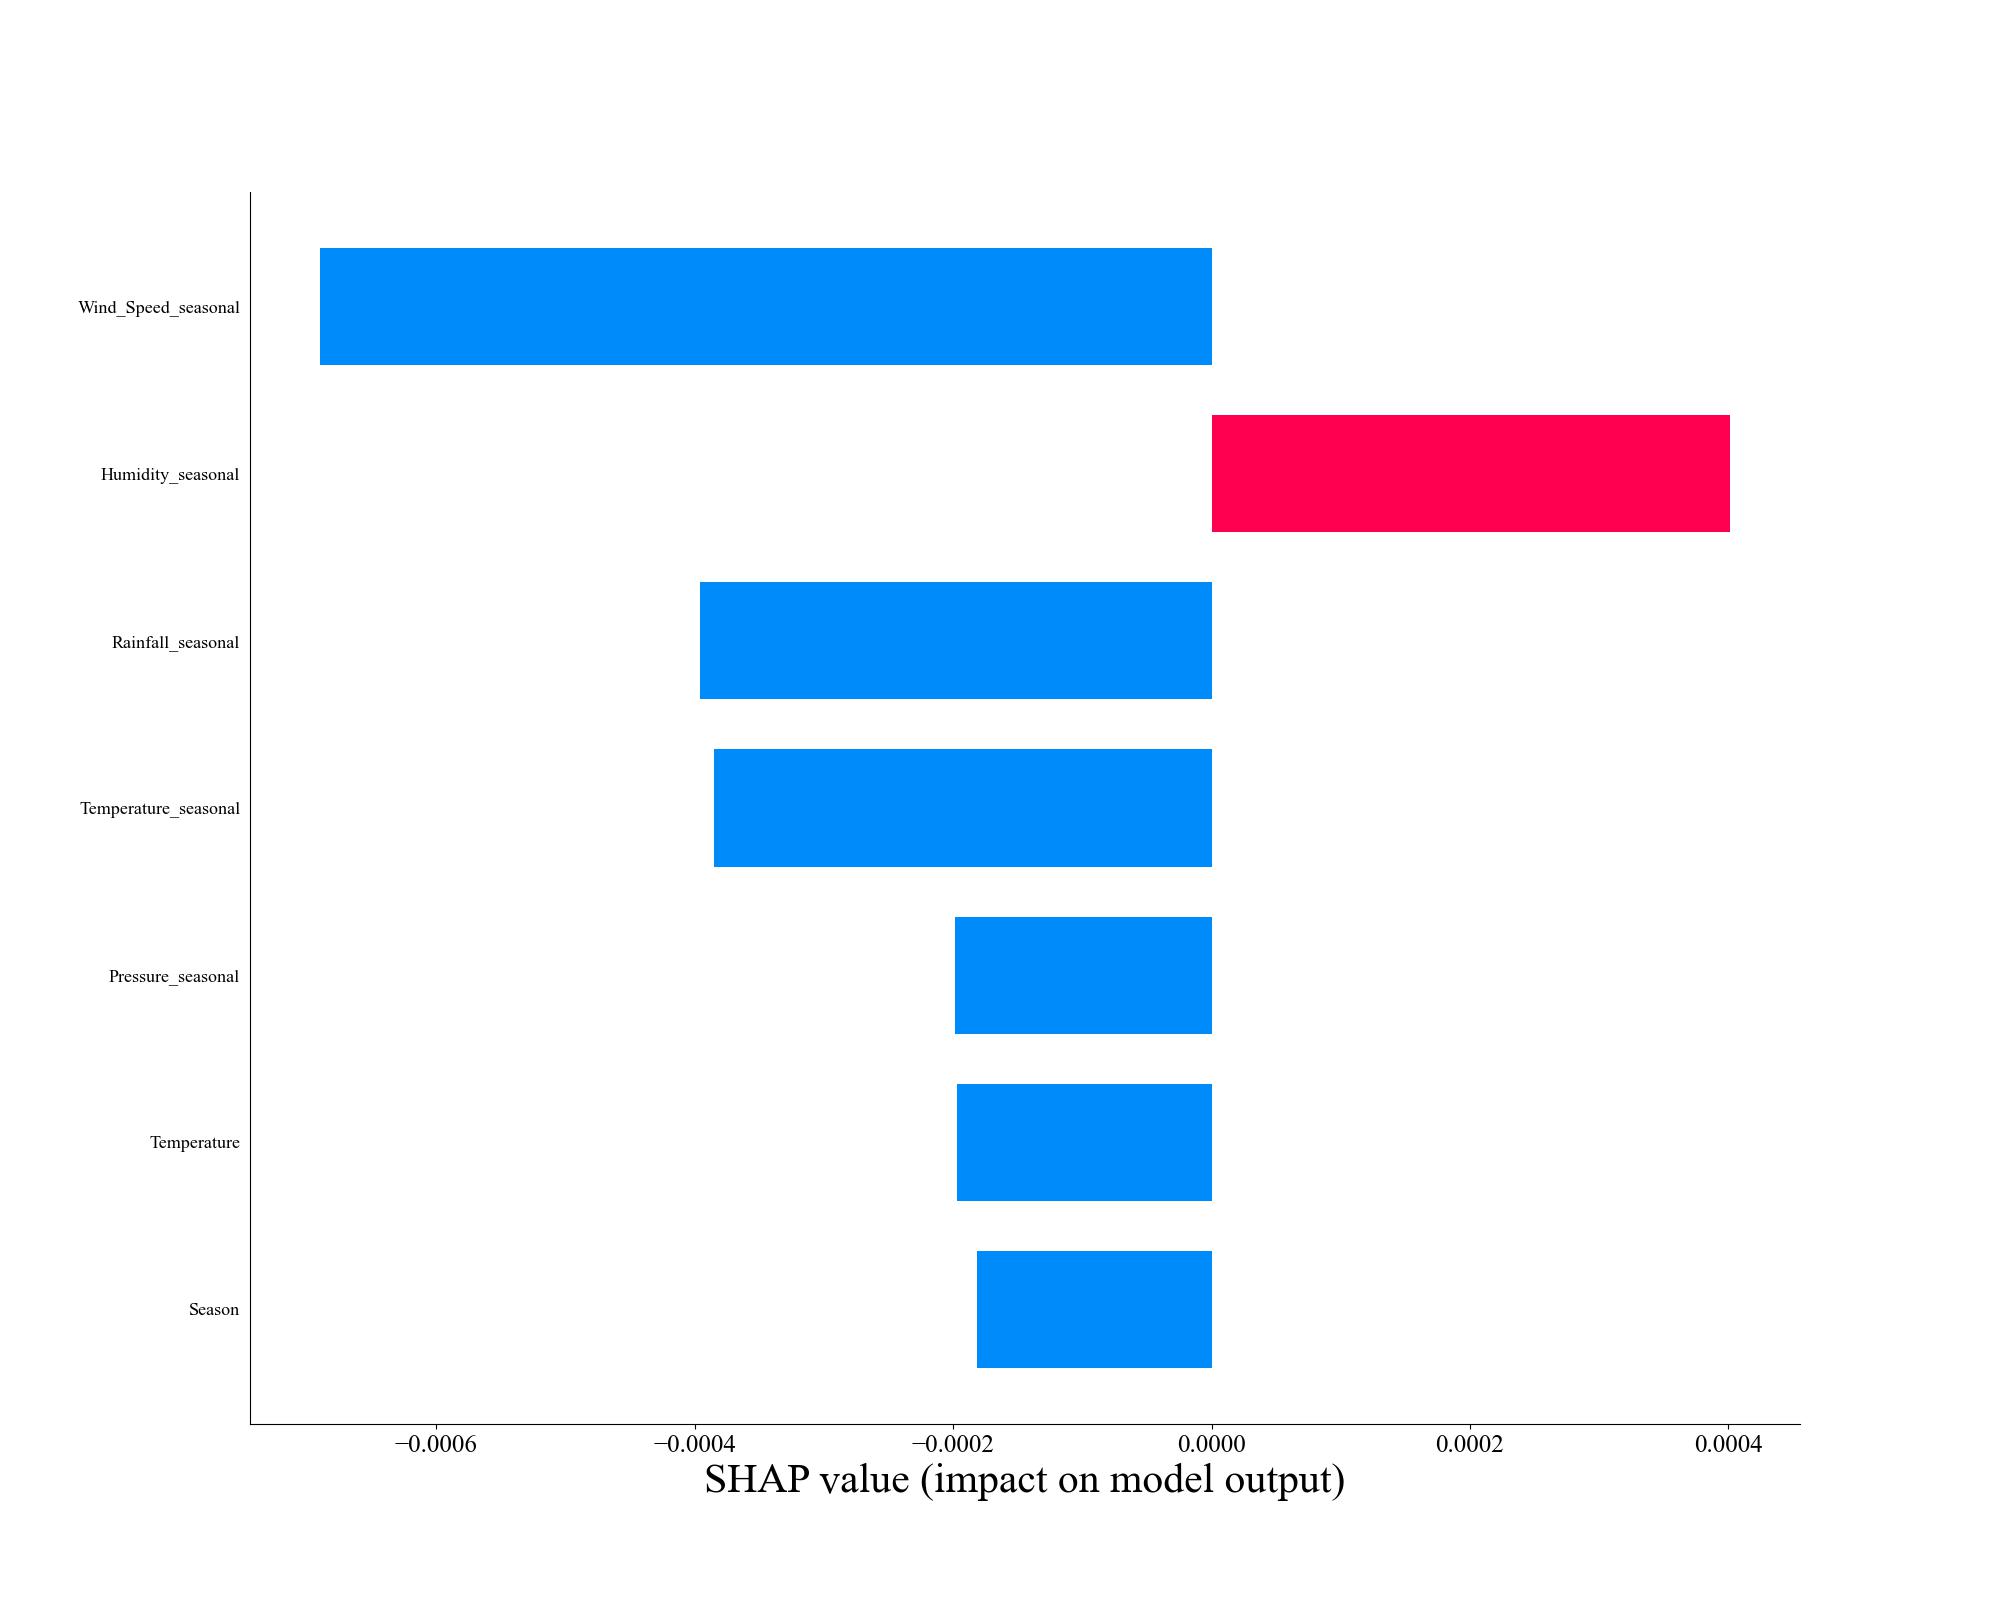 Wind_Speed_seasonal
Humidity_seasonal
Rainfall_seasonal
Temperature_seasonal
Pressure_seasonal
Temperature
Season
−0.0006 −0.0004 −0.0002 0.0000 0.0002 0.0004
SHAP value (impact on model output)